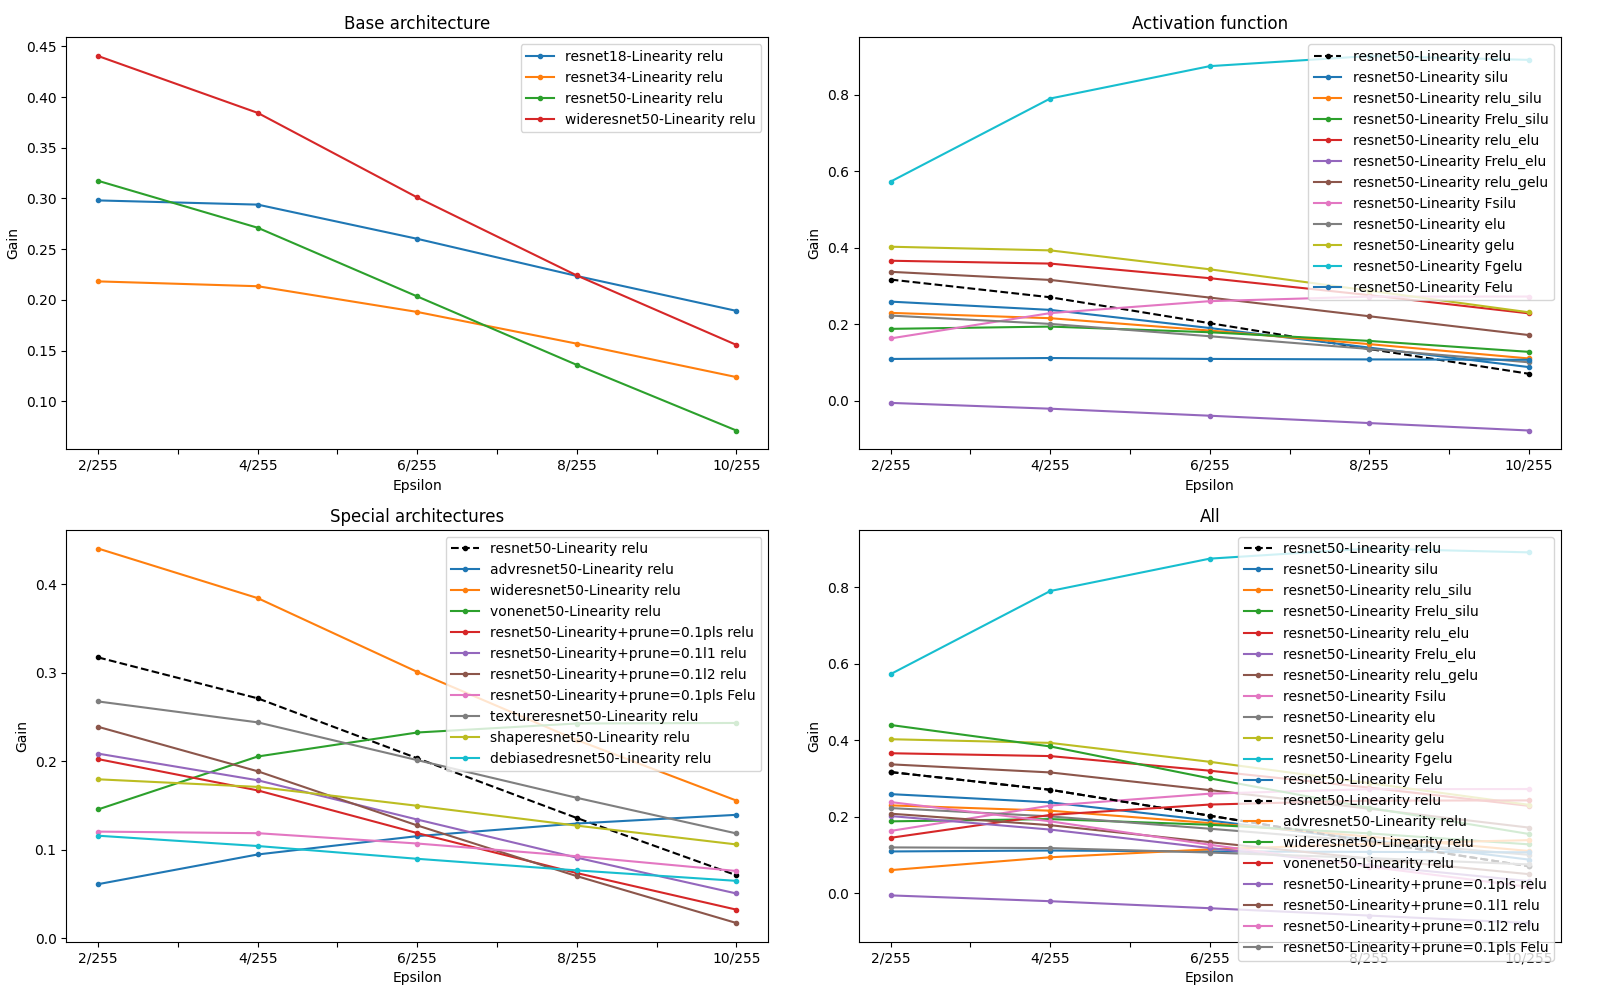 Base architecture
Gain
0.45
0.40
0.35
0.30
0.25
0.20
0.15
0.10
2/255
4/255
6/255
8/255
10/255
Epsilon
resnet18-Linearity relu
resnet34-Linearity relu
resnet50-Linearity relu
wideresnet50-Linearity relu
Activation function
Gain
0.8
0.6
0.4
0.2
0.0
2/255
4/255
6/255
8/255
10/255
Epsilon
resnet50-Linearity relu
resnet50-Linearity silu
resnet50-Linearity relu_silu
resnet50-Linearity Frelu_silu
resnet50-Linearity relu_elu
resnet50-Linearity Frelu_elu
resnet50-Linearity relu_gelu
resnet50-Linearity Fsilu
resnet50-Linearity elu
resnet50-Linearity gelu
resnet50-Linearity Fgelu
resnet50-Linearity Felu
Special architectures
Gain
0.4
0.3
0.2
0.1
0.0
2/255
4/255
6/255
8/255
10/255
Epsilon
resnet50-Linearity relu
advresnet50-Linearity relu
wideresnet50-Linearity relu
vonenet50-Linearity relu
resnet50-Linearity+prune=0.1pls relu
resnet50-Linearity+prune=0.1l1 relu
resnet50-Linearity+prune=0.1l2 relu
resnet50-Linearity+prune=0.1pls Felu
textureresnet50-Linearity relu
shaperesnet50-Linearity relu
debiasedresnet50-Linearity relu
All
Gain
0.8
0.6
0.4
0.2
0.0
2/255
4/255
6/255
8/255
10/255
Epsilon
resnet50-Linearity relu
resnet50-Linearity silu
resnet50-Linearity relu_silu
resnet50-Linearity Frelu_silu
resnet50-Linearity relu_elu
resnet50-Linearity Frelu_elu
resnet50-Linearity relu_gelu
resnet50-Linearity Fsilu
resnet50-Linearity elu
resnet50-Linearity gelu
resnet50-Linearity Fgelu
resnet50-Linearity Felu
resnet50-Linearity relu
advresnet50-Linearity relu
wideresnet50-Linearity relu
vonenet50-Linearity relu
resnet50-Linearity+prune=0.1pls relu
resnet50-Linearity+prune=0.1l1 relu
resnet50-Linearity+prune=0.1l2 relu
resnet50-Linearity+prune=0.1pls Felu